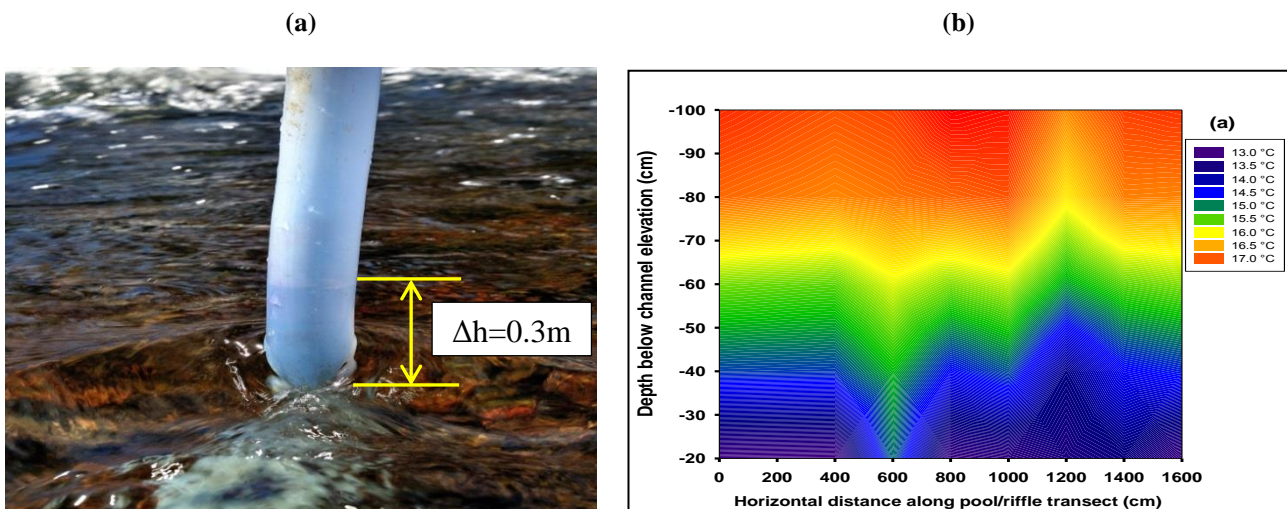 (a)
(b)
Δh=0.3m
Depth below channel elevation (cm)
-100
-90
-80
-70
-60
-50
-40
-30
-20
0
200
400
600
800
1000
1200
1400
1600
Horizontal distance along pool/riffle transect (cm)
(a)
13.0 °C
13.5 °C
14.0 °C
14.5 °C
15.0 °C
15.5 °C
16.0 °C
16.5 °C
17.0 °C